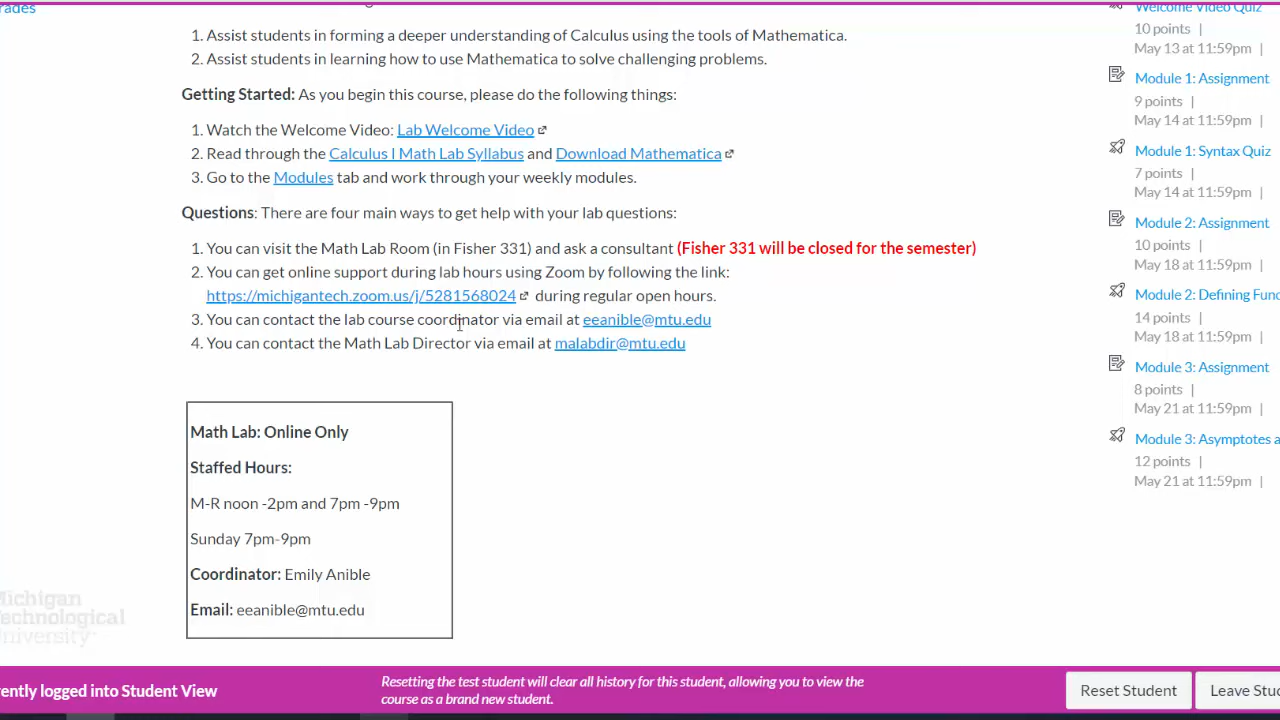 rades
1. Assist students in forming a deeper understanding of Calculus using the tools of Mathematica.
2. Assist students in learning how to use Mathematica to solve challenging problems.
Getting Started: As you begin this course, please do the following things:
1. Watch the Welcome Video: Lab Welcome Video
2. Read through the Calculus I Math Lab Syllabus and Download Mathematica
3. Go to the Modules tab and work through your weekly modules.
Questions: There are four main ways to get help with your lab questions:
1. You can visit the Math Lab Room (in Fisher 331) and ask a consultant (Fisher 331 will be closed for the semester)
2. You can get online support during lab hours using Zoom by following the link:
https://michigantech.zoom.us/j/5281568024 during regular open hours.
3. You can contact the lab course coordinator via email at eeanible@mtu.edu
4. You can contact the Math Lab Director via email at malabdir@mtu.edu
Math Lab: Online Only
Staffed Hours:
M-R noon -2pm and 7pm -9pm
Sunday 7pm-9pm
Coordinator: Emily Anible
Email: eeanible@mtu.edu
Welcome Video Quiz
10 points |
May 13 at 11:59pm |
Module 1: Assignment
9 points |
May 14 at 11:59pm |
Module 1: Syntax Quiz
7 points |
May 14 at 11:59pm |
Module 2: Assignment
10 points |
May 18 at 11:59pm |
Module 2: Defining Func
14 points |
May 18 at 11:59pm |
Module 3: Assignment
8 points |
May 21 at 11:59pm |
Module 3: Asymptotes a
12 points |
May 21 at 11:59pm |
Michigan
Technological
University
rently logged into Student View
Resetting the test student will clear all history for this student, allowing you to view the
course as a brand new student.
Reset Student
Leave Stud